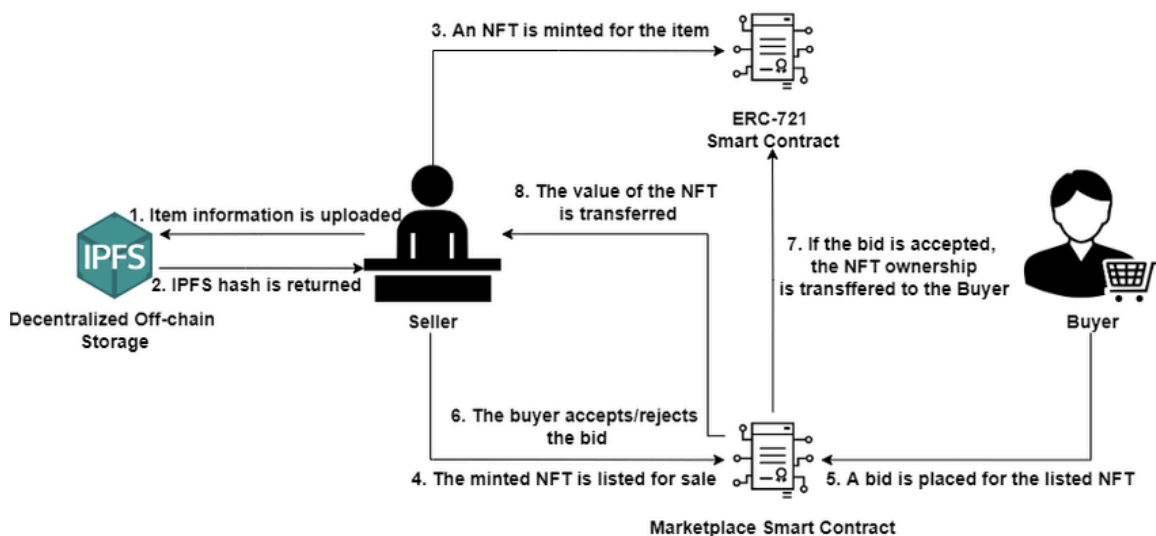 3. An NFT is minted for the item
ERC-721
Smart Contract
8. The value of the NFT
is transferred
1. Item information is uploaded
IPFS
2. IPFS hash is returned
Decentralized Off-chain
Storage
Seller
7. If the bid is accepted,
the NFT ownership
is transffered to the Buyer
Buyer
6. The buyer accepts/rejects
the bid
4. The minted NFT is listed for sale
5. A bid is placed for the listed NFT
Marketplace Smart Contract